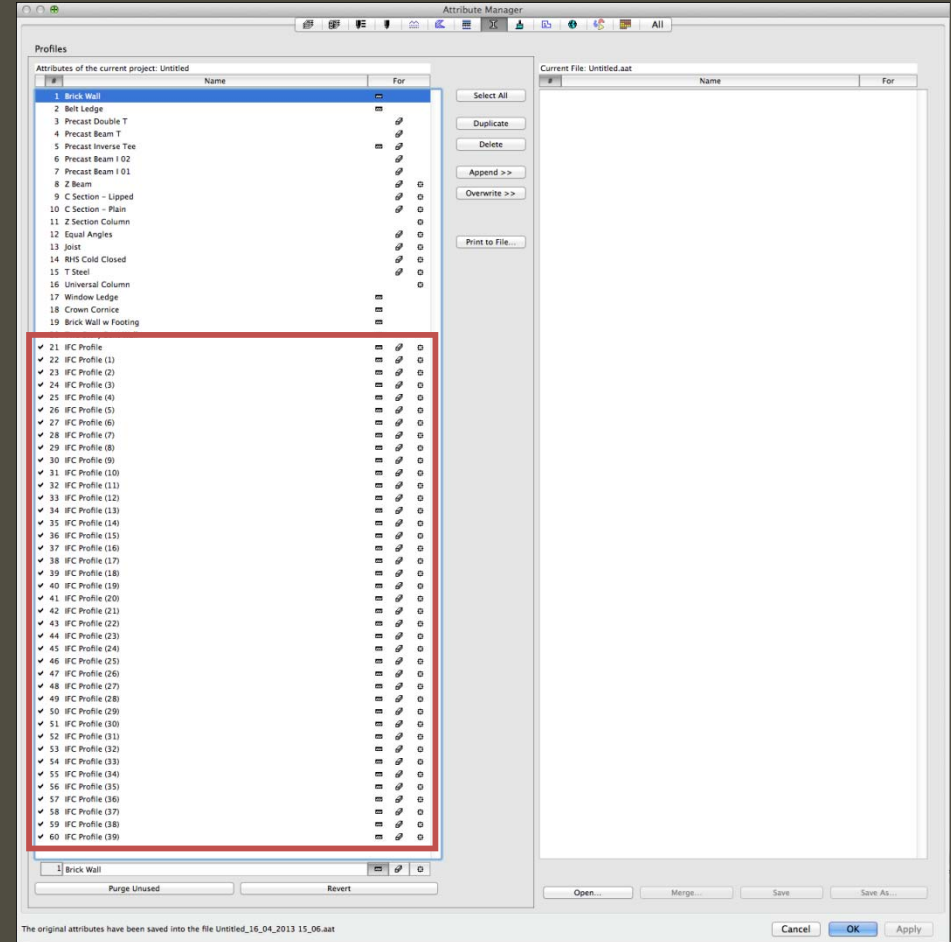 Attribute Manager
All
Profiles
Attributes of the current project: Untitled
# Name For
1 Brick Wall
2 Belt Ledge
3 Precast Double T
4 Precast Beam T
5 Precast Inverse Tee
6 Precast Beam I 02
7 Precast Beam I 01
8 Z Beam
9 C Section - Lipped
10 C Section - Plain
11 Z Section Column
12 Equal Angles
13 Joist
14 RHS Cold Closed
15 T Steel
16 Universal Column
17 Window Ledge
18 Crown Cornice
19 Brick Wall w Footing
21 IFC Profile
22 IFC Profile (1)
23 IFC Profile (2)
24 IFC Profile (3)
25 IFC Profile (4)
26 IFC Profile (5)
27 IFC Profile (6)
28 IFC Profile (7)
29 IFC Profile (8)
30 IFC Profile (9)
31 IFC Profile (10)
32 IFC Profile (11)
33 IFC Profile (12)
34 IFC Profile (13)
35 IFC Profile (14)
36 IFC Profile (15)
37 IFC Profile (16)
38 IFC Profile (17)
39 IFC Profile (18)
40 IFC Profile (19)
41 IFC Profile (20)
42 IFC Profile (21)
43 IFC Profile (22)
44 IFC Profile (23)
45 IFC Profile (24)
46 IFC Profile (25)
47 IFC Profile (26)
48 IFC Profile (27)
49 IFC Profile (28)
50 IFC Profile (29)
51 IFC Profile (30)
52 IFC Profile (31)
53 IFC Profile (32)
54 IFC Profile (33)
55 IFC Profile (34)
56 IFC Profile (35)
57 IFC Profile (36)
58 IFC Profile (37)
59 IFC Profile (38)
60 IFC Profile (39)
1 Brick Wall
Purge Unused Revert
Select All
Duplicate
Delete
Append >>
Overwrite >>
Print to File...
Current File: Untitled.aat
# Name For
Open... Merge... Save Save As...
The original attributes have been saved into the file Untitled_16_04_2013 15_06.aat
Cancel OK Apply